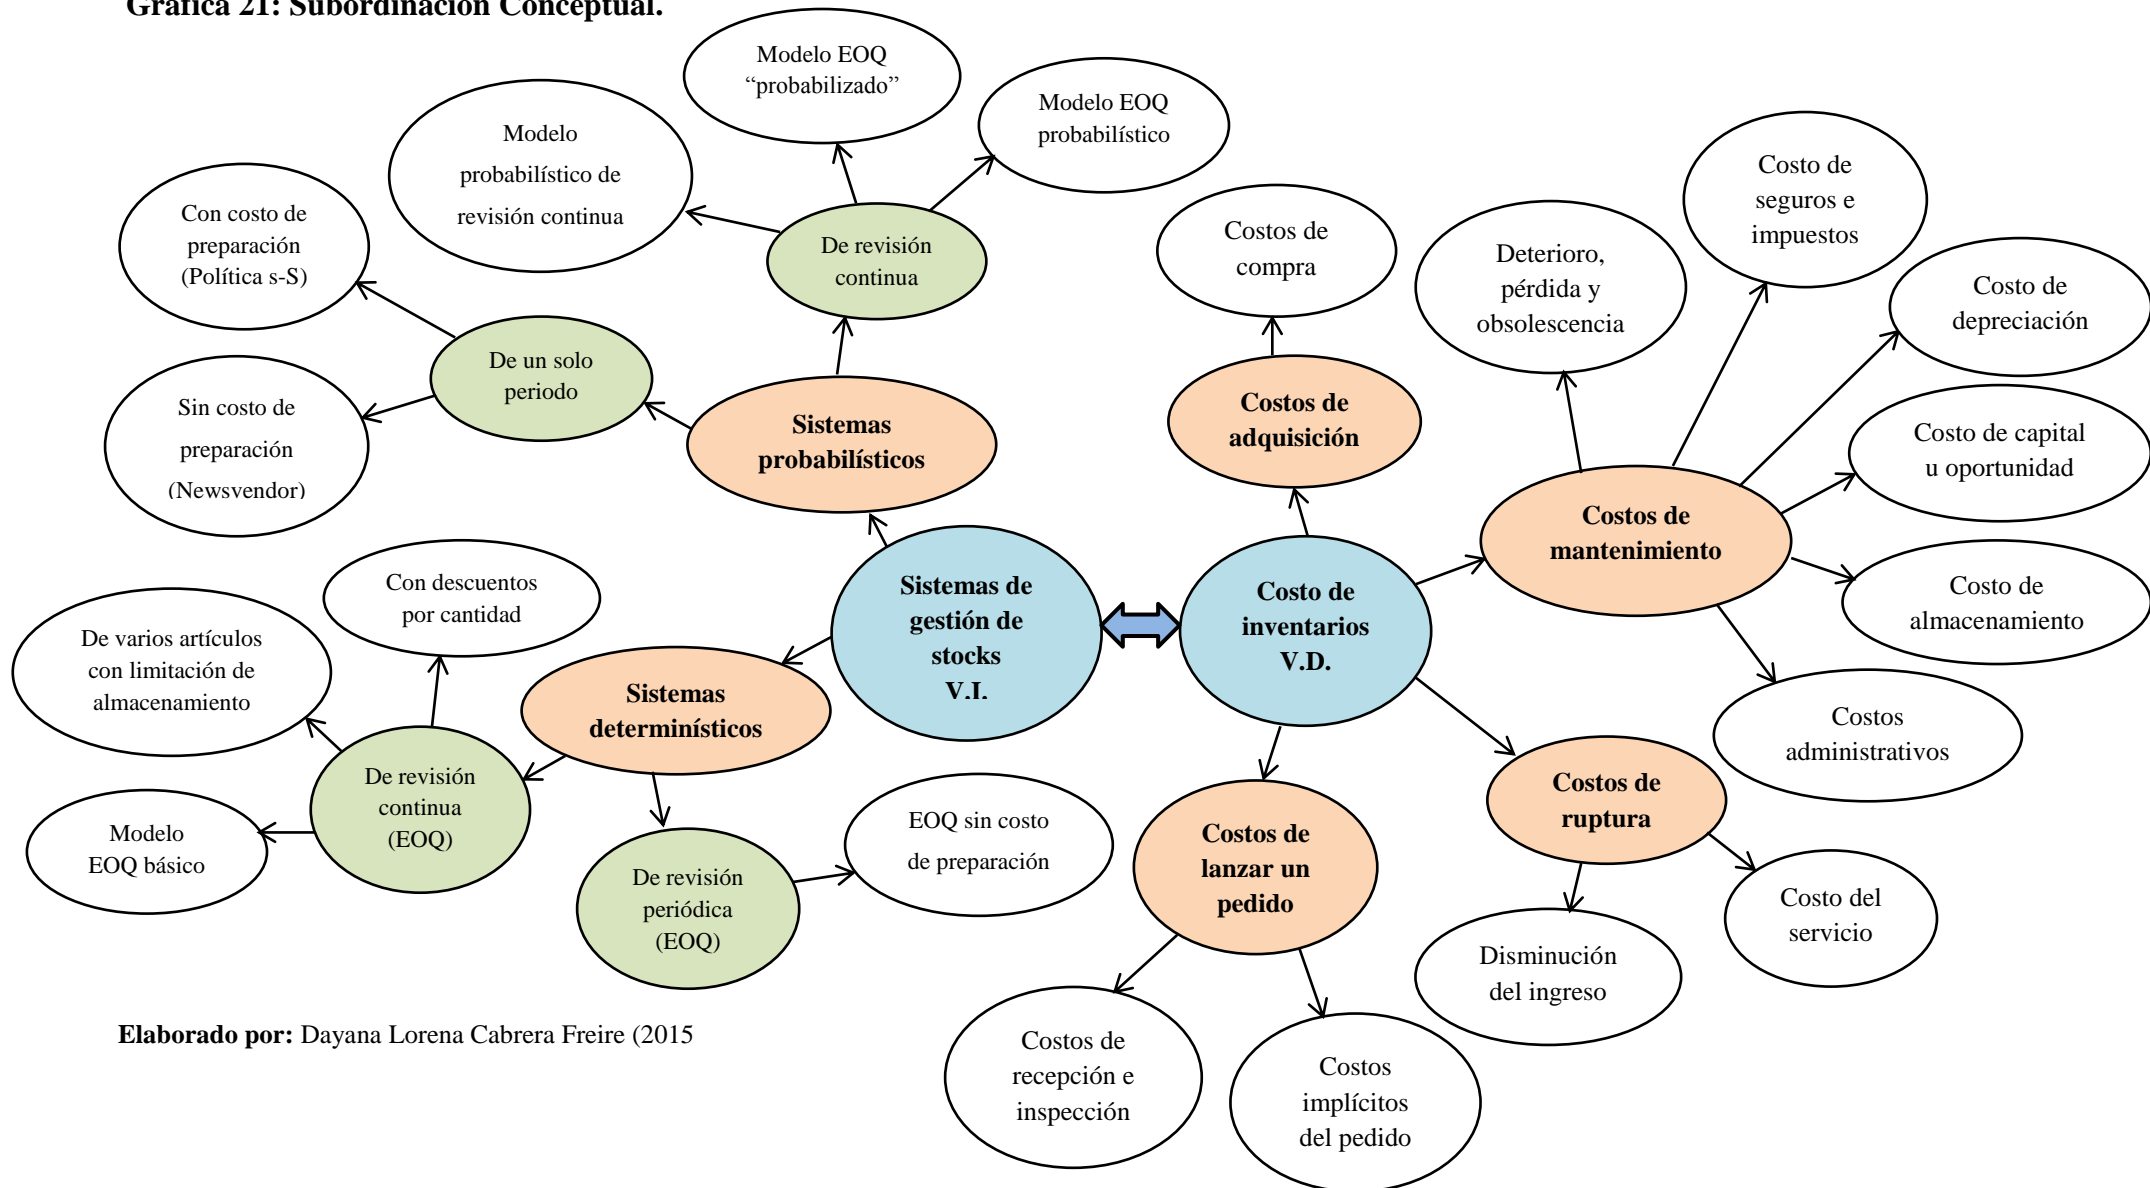 Gráfica 21: Subordinación Conceptual.
Modelo EOQ
“probabilizado”
Modelo EOQ
probabilístico
Modelo
probabilístico de
revisión continua
Con costo de
preparación
(Política s-S)
De revisión
continua
De un solo
periodo
Sin costo de
preparación
(Newsvendor)
Sistemas
probabilísticos
Costos de
compra
Costos de
adquisición
Deterioro,
pérdida y
obsolescencia
Costo de
seguros e
impuestos
Costo de
depreciación
Costo de capital
u oportunidad
Costos de
mantenimiento
Costo de
almacenamiento
Costos
administrativos
Sistemas de
gestión de
stocks
V.I.
Costo de
inventarios
V.D.
Con descuentos
por cantidad
De varios artículos
con limitación de
almacenamiento
Sistemas
determinísticos
De revisión
continua
(EOQ)
Modelo
EOQ básico
De revisión
periódica
(EOQ)
EOQ sin costo
de preparación
Costos de
lanzar un
pedido
Costos de
ruptura
Costo del
servicio
Disminución
del ingreso
Costos de
recepción e
inspección
Costos
implícitos
del pedido
Elaborado por: Dayana Lorena Cabrera Freire (2015